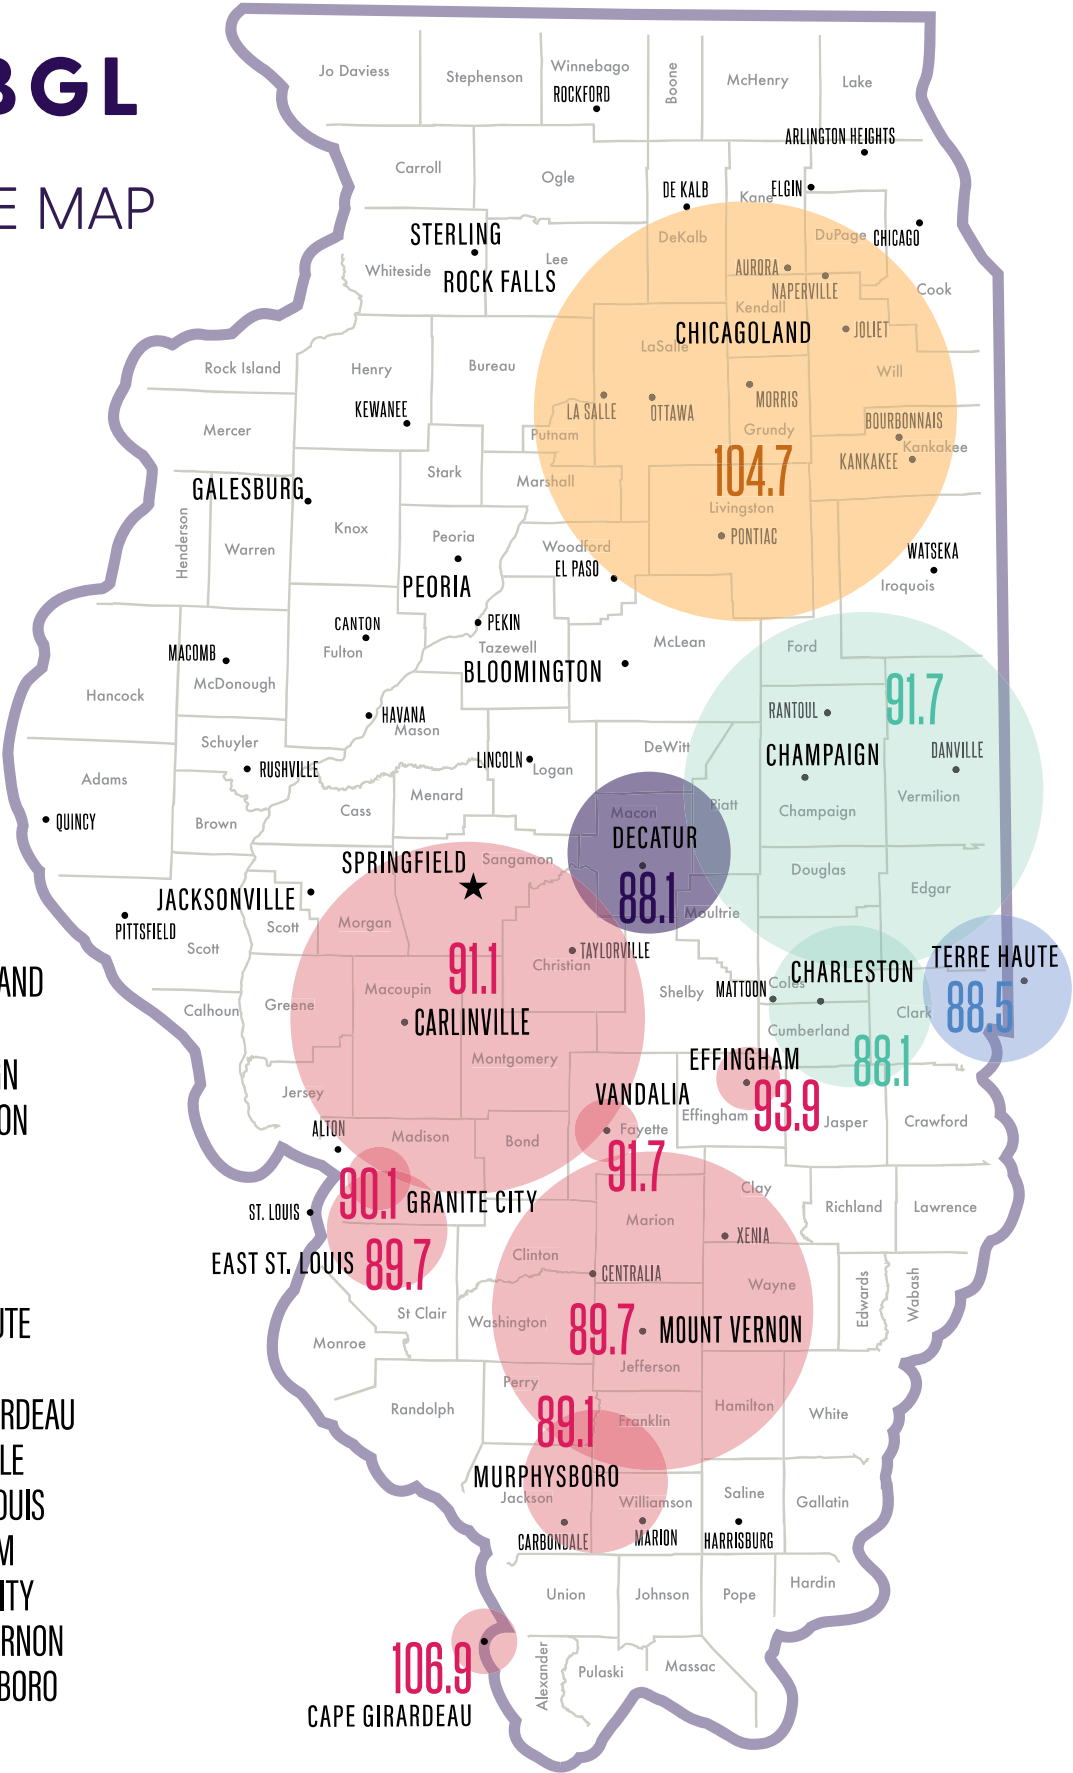 BGL
E MAP
Jo Daviess
Stephenson
Winnebago
ROCKFORD
Boone
McHenry
Lake
ARLINGTON HEIGHTS
Carroll
Ogle
DE KALB
Kane
ELGIN
STERLING
ROCK FALLS
Whiteside
Lee
DeKalb
DuPage
CHICAGO
AURORA
NAPERVILLE
Cook
Kendall
CHICAGOLAND
LaSalle
JOLIET
Rock Island
Henry
Bureau
Will
KEWANEE
LA SALLE
OTTAWA
MORRIS
Mercer
Putnam
Grundy
BOURBONNAIS
Kankakee
KANKAKEE
104.7
Stark
Marshall
GALESBURG
Livingston
Henderson
Warren
Knox
Peoria
PEORIA
Woodford
EL PASO
PONTIAC
WATSEKA
Iroquois
CANTON
Fulton
PEKIN
Tazewell
BLOOMINGTON
McLean
Ford
MACOMB
McDonough
Hancock
HAVANA
Mason
RANTOUL
91.7
Schuyler
RUSHVILLE
LINCOLN
Logan
DeWitt
CHAMPAIGN
DANVILLE
Adams
QUINCY
Brown
Cass
Menard
Macon
Piatt
Champaign
Vermilion
DECATUR
88.1
SPRINGFIELD
Sangamon
Douglas
Edgar
JACKSONVILLE
PITTSFIELD
Scott
Scott
Morgan
Moultrie
TAYLORVILLE
Christian
91.1
AND
Calhoun
Greene
Macoupin
CARLINVILLE
Shelby
MATTOON
Coles
CHARLESTON
TERRE HAUTE
88.5
Clark
Cumberland
88.1
Montgomery
EFFINGHAM
93.9
IN
ON
Jersey
VANDALIA
Effingham
Jasper
Crawford
ALTON
Madison
Bond
Fayette
91.7
Clay
90.1
GRANITE CITY
ST. LOUIS
Marion
Richland
Lawrence
XENIA
EAST ST. LOUIS
89.7
Clinton
CENTRALIA
Wayne
Edwards
Wabash
UTE
St Clair
Washington
89.7
MOUNT VERNON
Monroe
Jefferson
Perry
RDEAU
Randolph
89.1
Franklin
Hamilton
White
LE
MURPHYSBORO
Jackson
Williamson
Saline
Gallatin
OUIS
CARBONDALE
MARION
HARRISBURG
M
ITY
Union
Johnson
Pope
Hardin
RNON
106.9
CAPE GIRARDEAU
Alexander
Pulaski
Massac
BORO